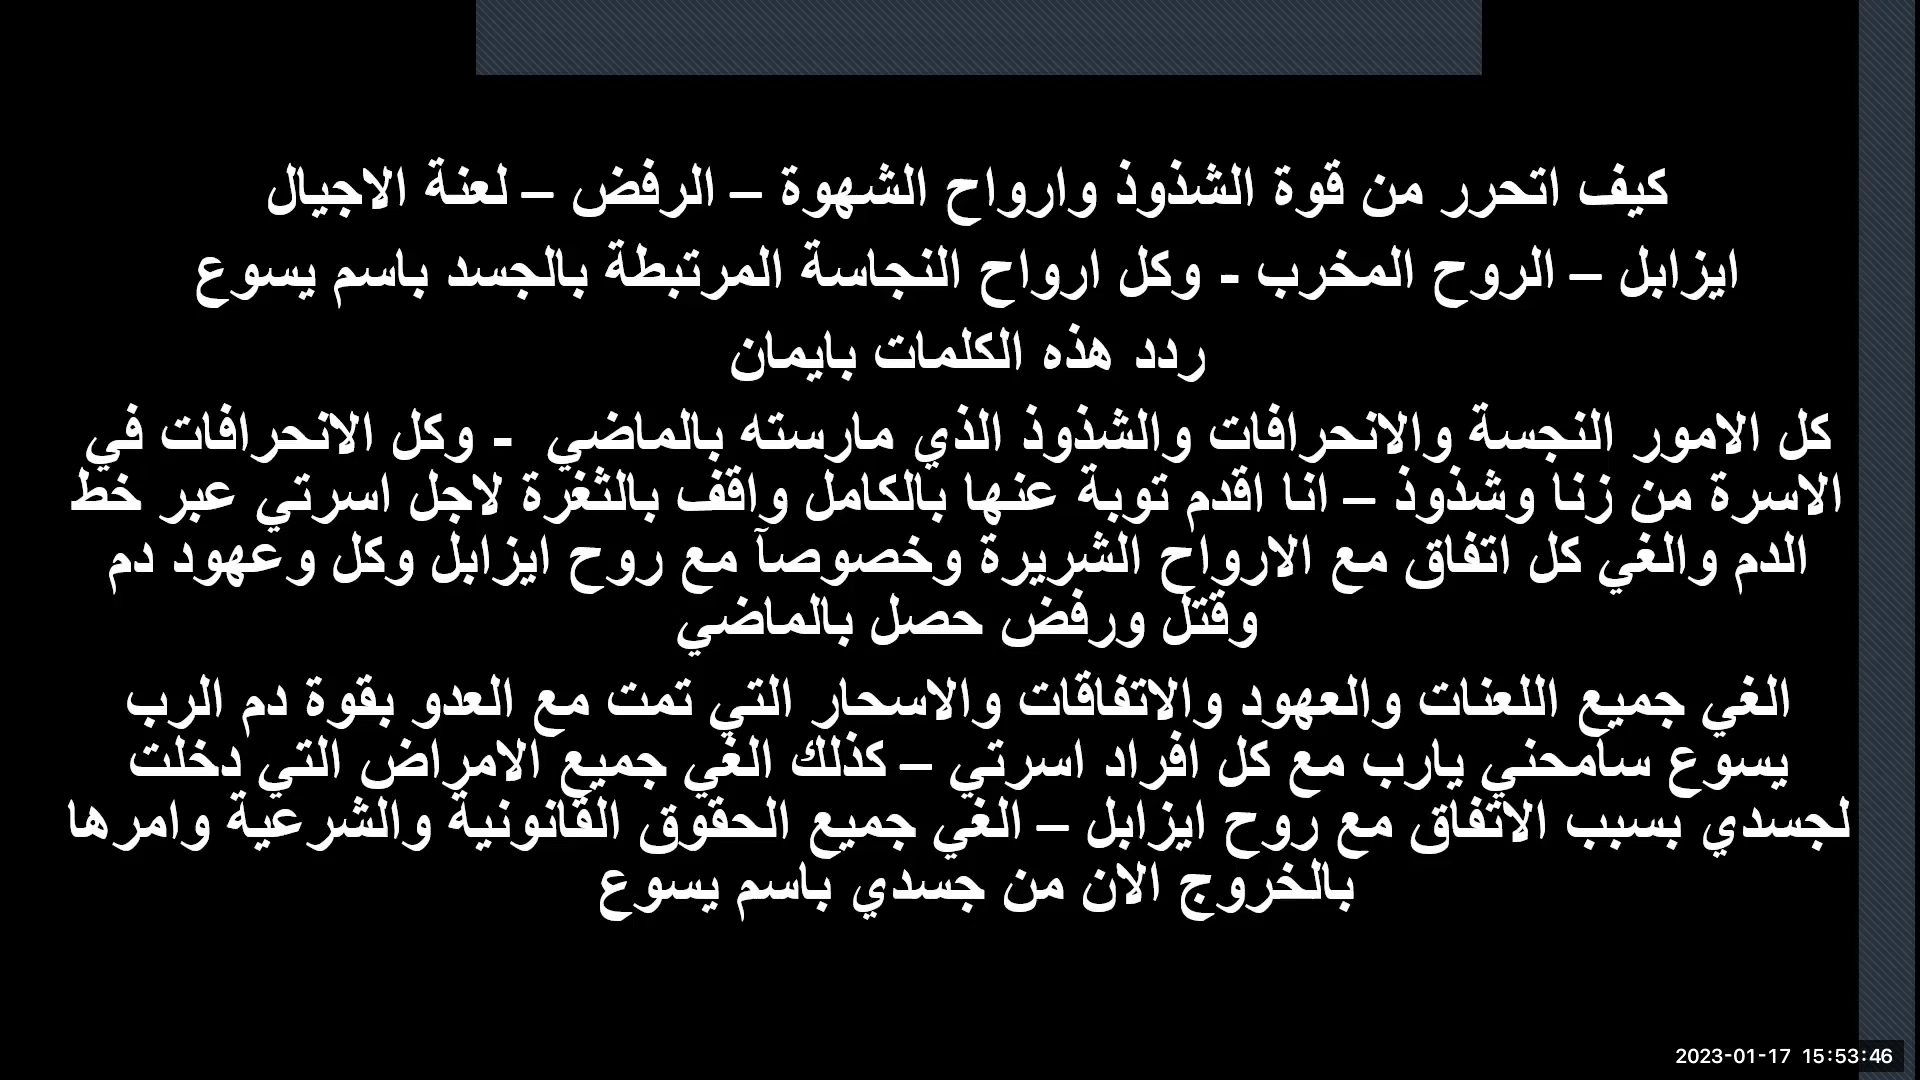 كيف اتحرر من قوة الشذوذ وارواح الشهوة – الرفض – لعنة الاجيال
ايزابل – الروح المخرب - وكل ارواح النجاسة المرتبطة بالجسد باسم يسوع
ردد هذه الكلمات بايمان
كل الامور النجسة والانحرافات والشذوذ الذي مارسته بالماضي - وكل الانحرافات في
الاسرة من زنا وشذوذ – انا اقدم توبة عنها بالكامل واقف بالثغرة لاجل اسرتي عبر خط
الدم والغي كل اتفاق مع الارواح الشريرة وخصوصآ مع روح ايزابل وكل وعهود دم
وقتل ورفض حصل بالماضي
الغي جميع اللعنات والعهود والاتفاقات والاسحار التي تمت مع العدو بقوة دم الرب
يسوع سامحني يارب مع كل افراد اسرتي – كذلك الغي جميع الامراض التي دخلت
لجسدي بسبب الاتفاق مع روح ايزابل – الغي جميع الحقوق القانونية والشرعية وامرها
بالخروج الان من جسدي باسم يسوع
2023-01-17 15:53:46